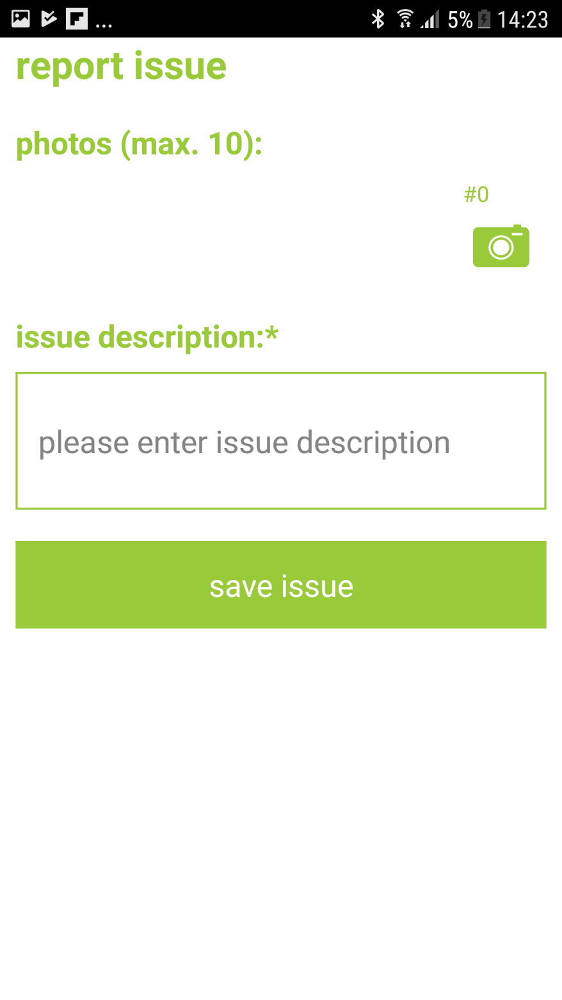 ... 5% 14:23
report issue
photos (max. 10):
#0
issue description:*
please enter issue description
save issue